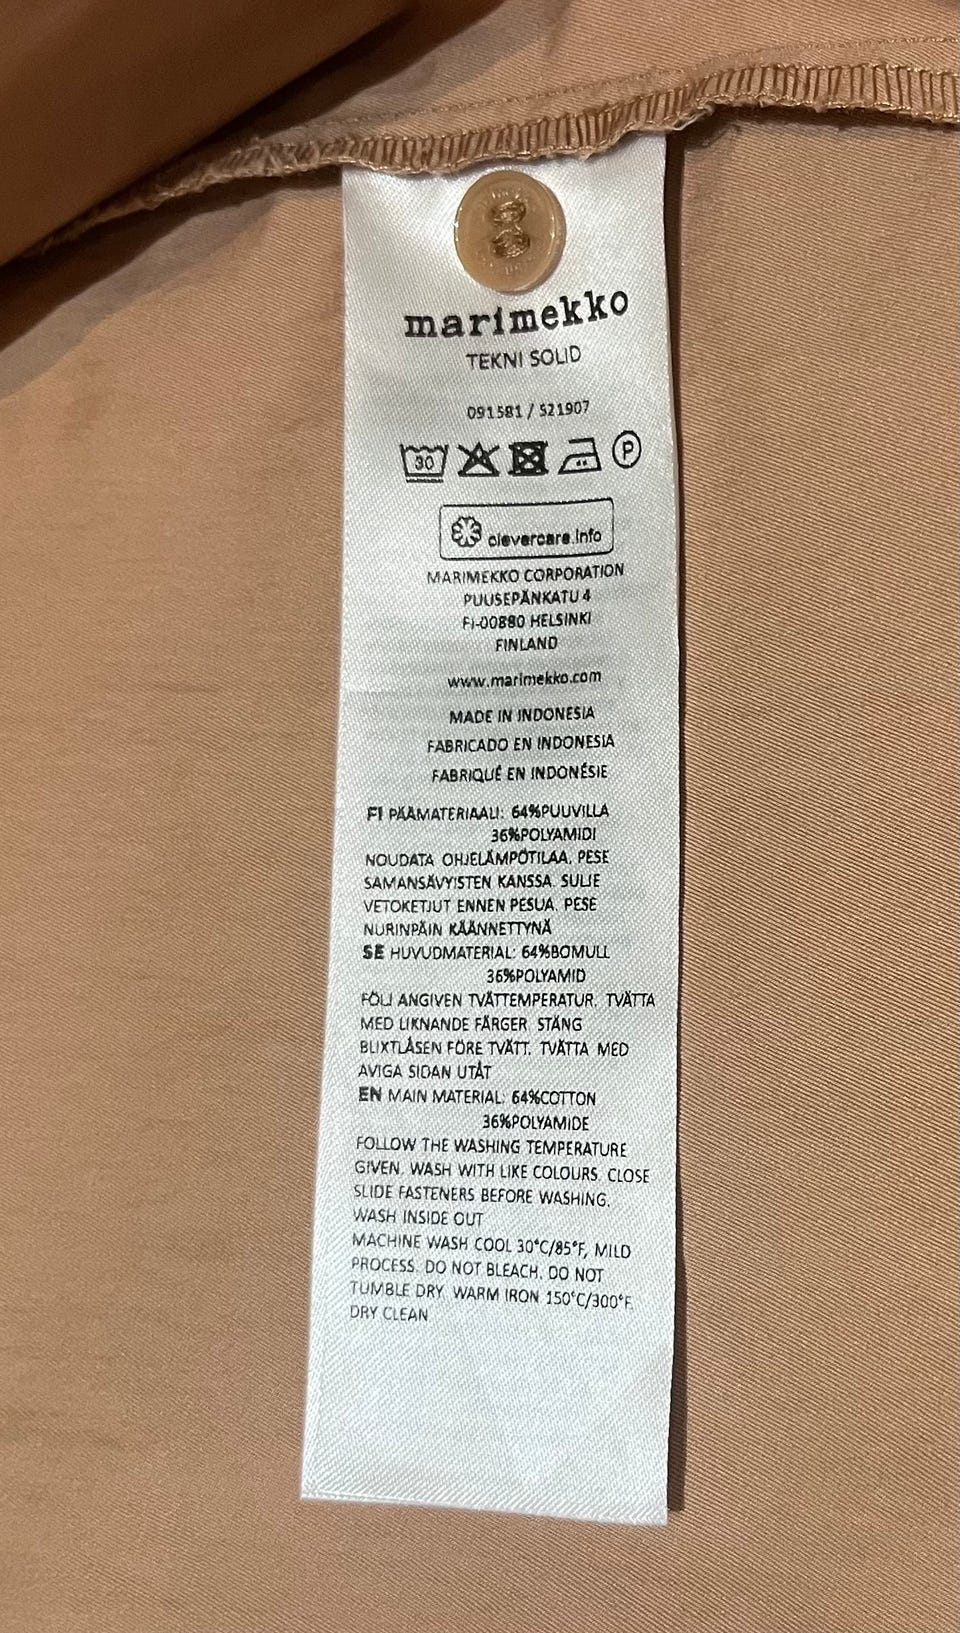 marimekko
TEKNI SOLID
091581 / 521907
30 P
clevercare.info
MARIMEKKO CORPORATION
PUUSEPÄNKATU 4
FI-00880 HELSINKI
FINLAND
www.marimekko.com
MADE IN INDONESIA
FABRICADO EN INDONESIA
FABRIQUÉ EN INDONÉSIE
FI PÄÄMATERIAALI: 64%PUUVILLA
36%POLYAMIDI
NOUDATA OHJELÄMPÖTILAA. PESE
SAMANSÄVYISTEN KANSSA. SULJE
VETOKETJUT ENNEN PESUA. PESE
NURINPÄIN KÄÄNNETTYNÄ
SE HUVUDMATERIAL: 64%BOMULL
36%POLYAMID
FÖLJ ANGIVEN TVÄTTEMPERATUR. TVÄTTA
MED LIKNANDE FÄRGER. STÄNG
BLIXTLÅSEN FÖRE TVÄTT. TVÄTTA MED
AVIGA SIDAN UTÅT
EN MAIN MATERIAL: 64%COTTON
36%POLYAMIDE
FOLLOW THE WASHING TEMPERATURE
GIVEN. WASH WITH LIKE COLOURS. CLOSE
SLIDE FASTENERS BEFORE WASHING.
WASH INSIDE OUT
MACHINE WASH COOL 30°C/85°F, MILD
PROCESS. DO NOT BLEACH. DO NOT
TUMBLE DRY. WARM IRON 150°C/300°F.
DRY CLEAN